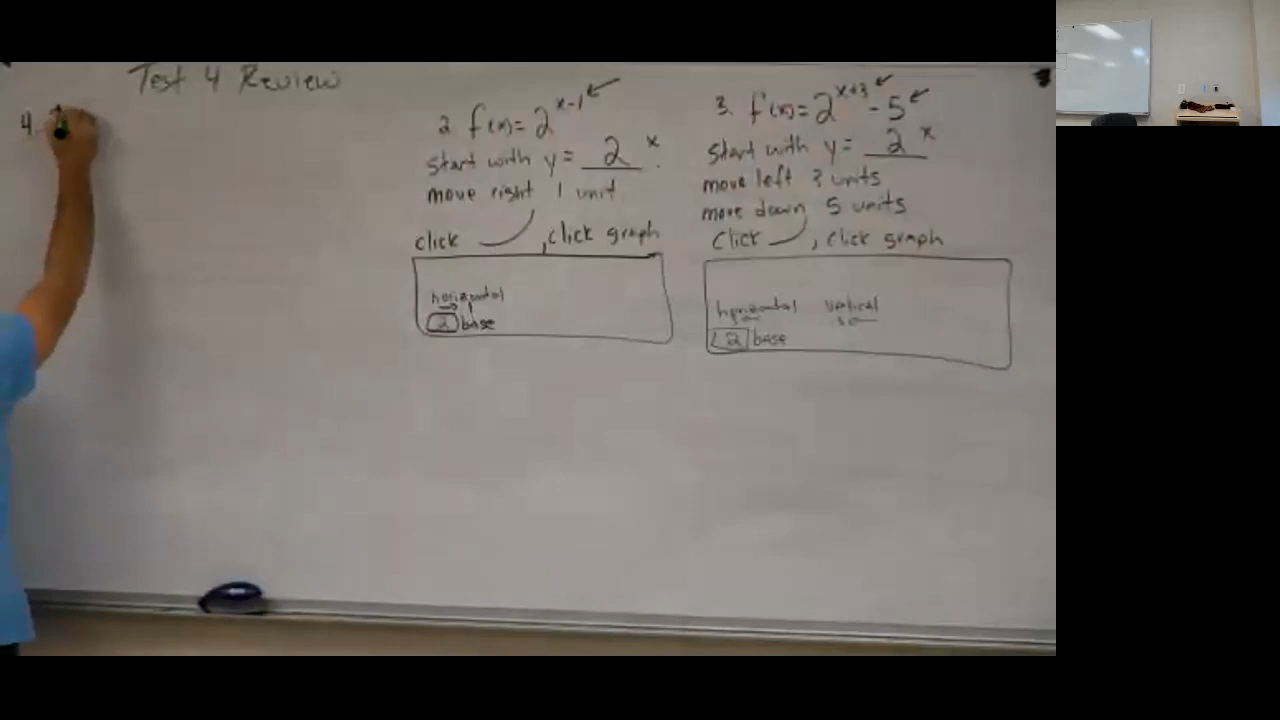 Test 4 Review
4.
2. f(x) = 2^{x-1}
start with y = 2^x.
move right 1 unit
click ____, click graph
horizontal
2 base
3. f(x) = 2^{x+3} - 5
start with y = 2^x
move left 3 units
move down 5 units
Click ____, click graph
horizontal vertical
2 base